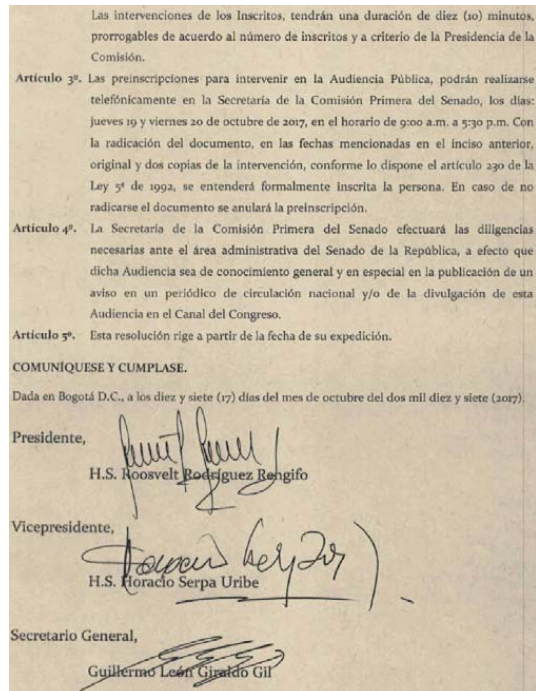 Las intervenciones de los Inscritos, tendrán una duración de diez (10) minutos,
prorrogables de acuerdo al número de inscritos y a criterio de la Presidencia de la
Comisión.
Artículo 3º. Las preinscripciones para intervenir en la Audiencia Pública, podrán realizarse
telefónicamente en la Secretaría de la Comisión Primera del Senado, los días:
jueves 19 y viernes 20 de octubre de 2017, en el horario de 9:00 a.m. a 5:30 p.m. Con
la radicación del documento, en las fechas mencionadas en el inciso anterior,
original y dos copias de la intervención, conforme lo dispone el artículo 230 de la
Ley 5ª de 1992, se entenderá formalmente inscrita la persona. En caso de no
radicarse el documento se anulará la preinscripción.
Artículo 4º. La Secretaría de la Comisión Primera del Senado efectuará las diligencias
necesarias ante el área administrativa del Senado de la República, a efecto que
dicha Audiencia sea de conocimiento general y en especial en la publicación de un
aviso en un periódico de circulación nacional y/o de la divulgación de esta
Audiencia en el Canal del Congreso.
Artículo 5º. Esta resolución rige a partir de la fecha de su expedición.
COMUNÍQUESE Y CUMPLASE.
Dada en Bogotá D.C., a los diez y siete (17) días del mes de octubre del dos mil diez y siete (2017).
Presidente,
H.S. Roosvelt Rodríguez Rengifo
Vicepresidente,
Horacio Serpa Uribe
H.S. Horacio Serpa Uribe
Secretario General,
Guillermo León Giraldo Gil